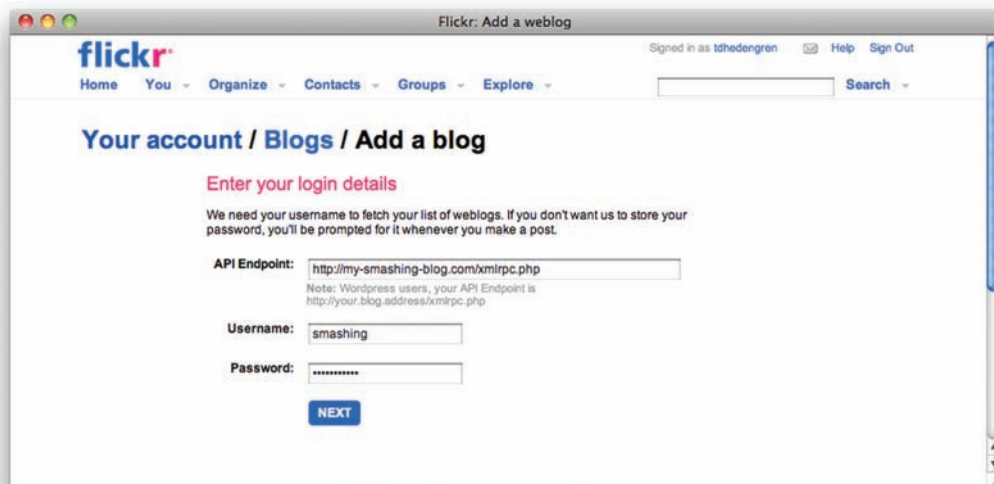 Flickr: Add a weblog
flickr
Signed in as tdhedengren Help Sign Out
Home You Organize Contacts Groups Explore Search
Your account / Blogs / Add a blog
Enter your login details
We need your username to fetch your list of weblogs. If you don't want us to store your
password, you'll be prompted for it whenever you make a post.
API Endpoint: http://my-smashing-blog.com/xmlrpc.php
Note: Wordpress users, your API Endpoint is
http://your.blog.address/xmlrpc.php
Username: smashing
Password: •••••••••••
NEXT